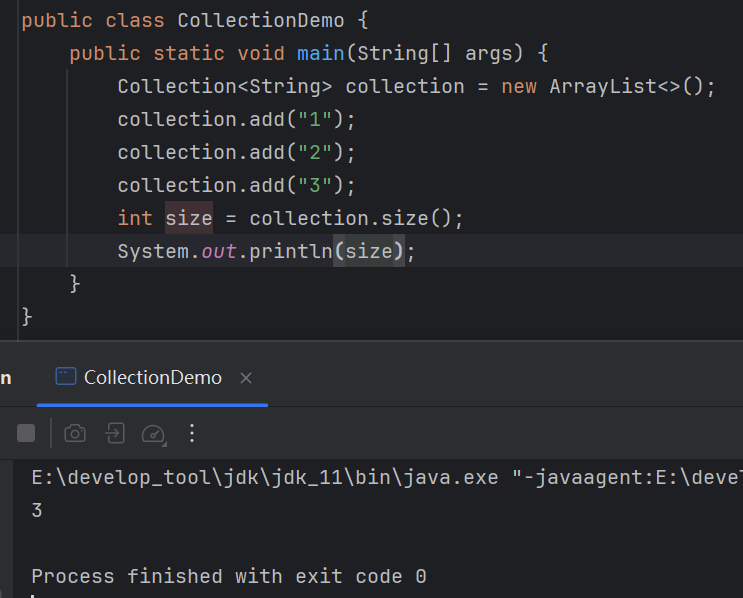 public class CollectionDemo {
    public static void main(String[] args) {
        Collection<String> collection = new ArrayList<>();
        collection.add("1");
        collection.add("2");
        collection.add("3");
        int size = collection.size();
        System.out.println(size);
    }
}
n CollectionDemo ×
E:\develop_tool\jdk\jdk_11\bin\java.exe "-javaagent:E:\devel
3
Process finished with exit code 0